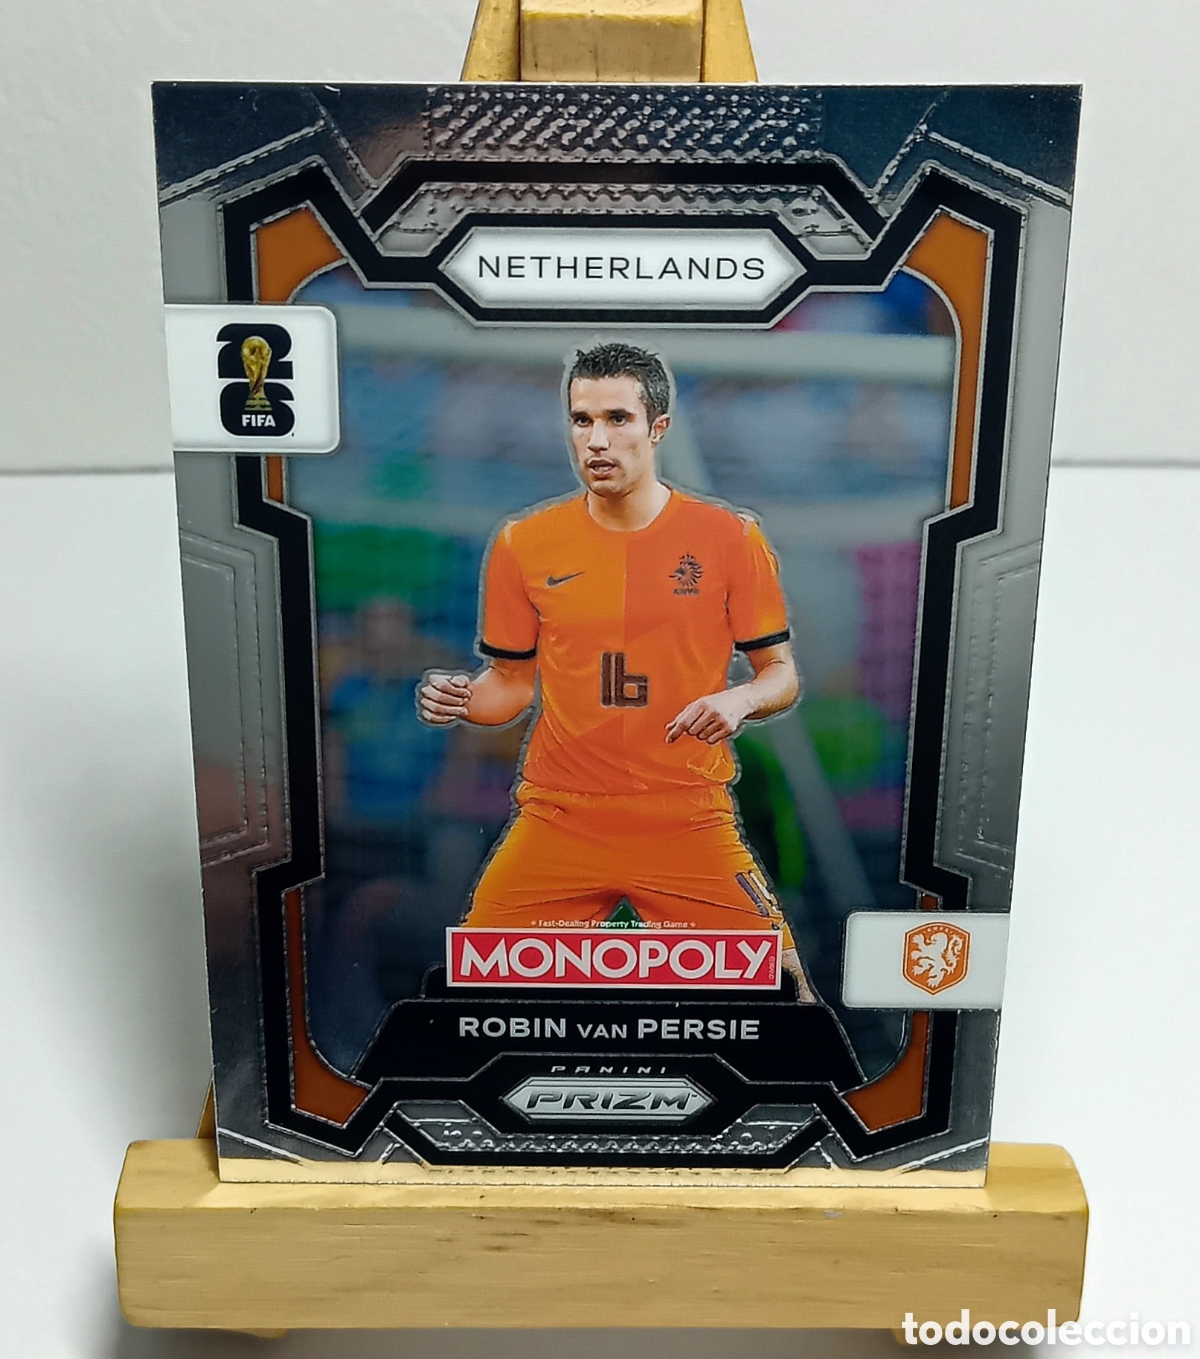 NETHERLANDS
26
FIFA
16
✦ Fast-Dealing Property Trading Game ✦
MONOPOLY
ROBIN VAN PERSIE
PANINI
PRIZM
todocoleccion